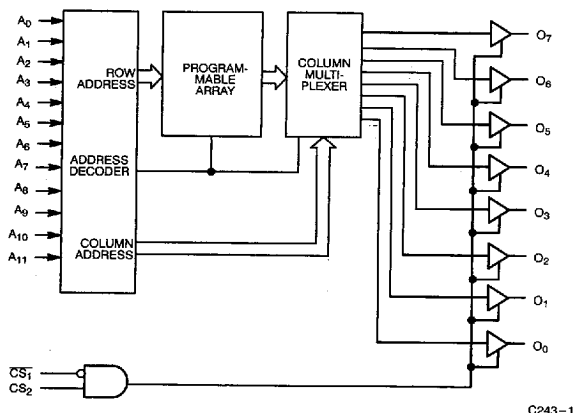 A0
A1
A2
A3
A4
A5
A6
A7
A8
A9
A10
A11
ROW
ADDRESS
ADDRESS
DECODER
COLUMN
ADDRESS
PROGRAM-
MABLE
ARRAY
COLUMN
MULTI-
PLEXER
O7
O6
O5
O4
O3
O2
O1
O0
CS1
CS2
C243-1